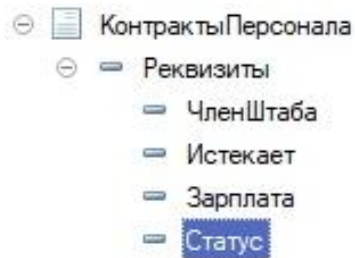 КонтрактыПерсонала
Реквизиты
ЧленШтаба
Истекает
Зарплата
Статус